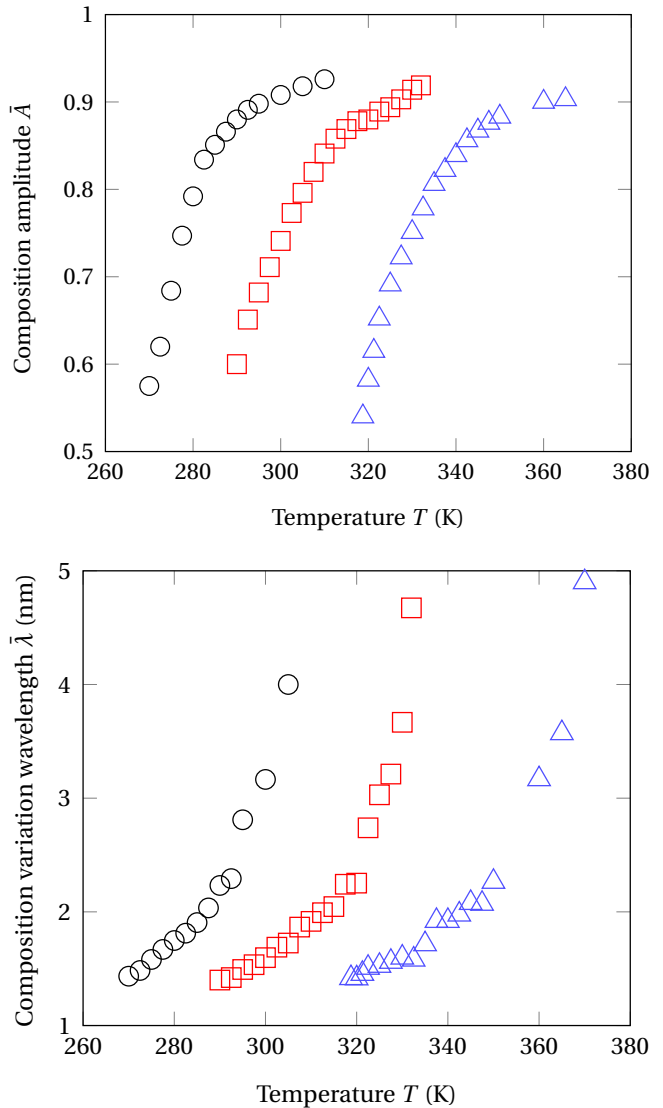 1
0.9
0.8
0.7
0.6
0.5
260 280 300 320 340 360 380
Composition amplitude Ā
Temperature T (K)
5
4
3
2
1
260 280 300 320 340 360 380
Composition variation wavelength λ̄ (nm)
Temperature T (K)